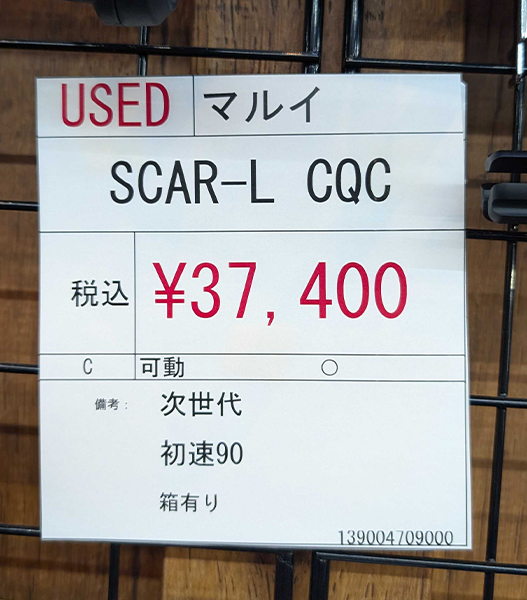 USED マルイ
SCAR-L CQC
税込 ¥37,400
C 可動 ○
備考: 次世代
初速90
箱有り
139004709000